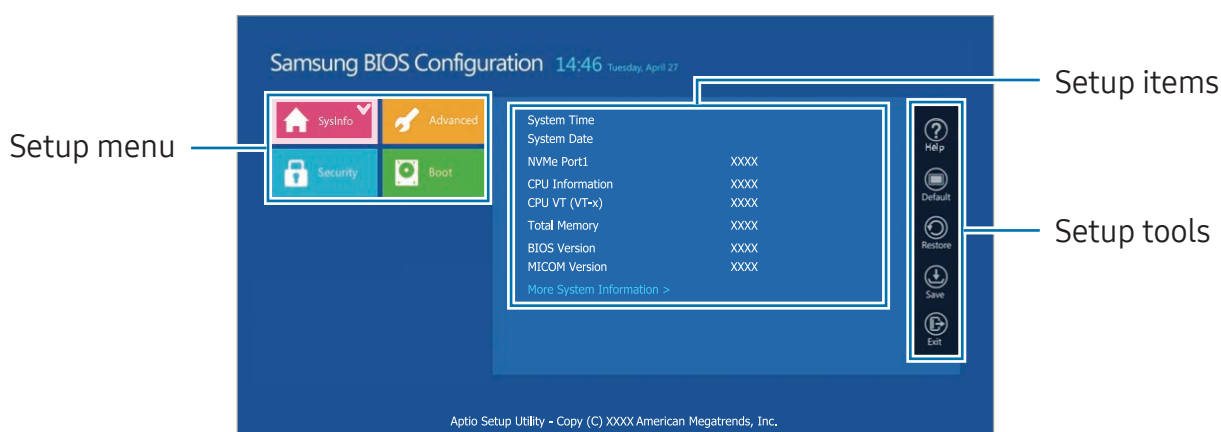 Samsung BIOS Configuration 14:46 Tuesday, April 27
Setup menu
SysInfo
Advanced
Security
Boot
Setup items
System Time
System Date
NVMe Port1 XXXX
CPU Information XXXX
CPU VT (VT-x) XXXX
Total Memory XXXX
BIOS Version XXXX
MICOM Version XXXX
More System Information >
Setup tools
Help
Default
Restore
Save
Exit
Aptio Setup Utility - Copy (C) XXXX American Megatrends, Inc.